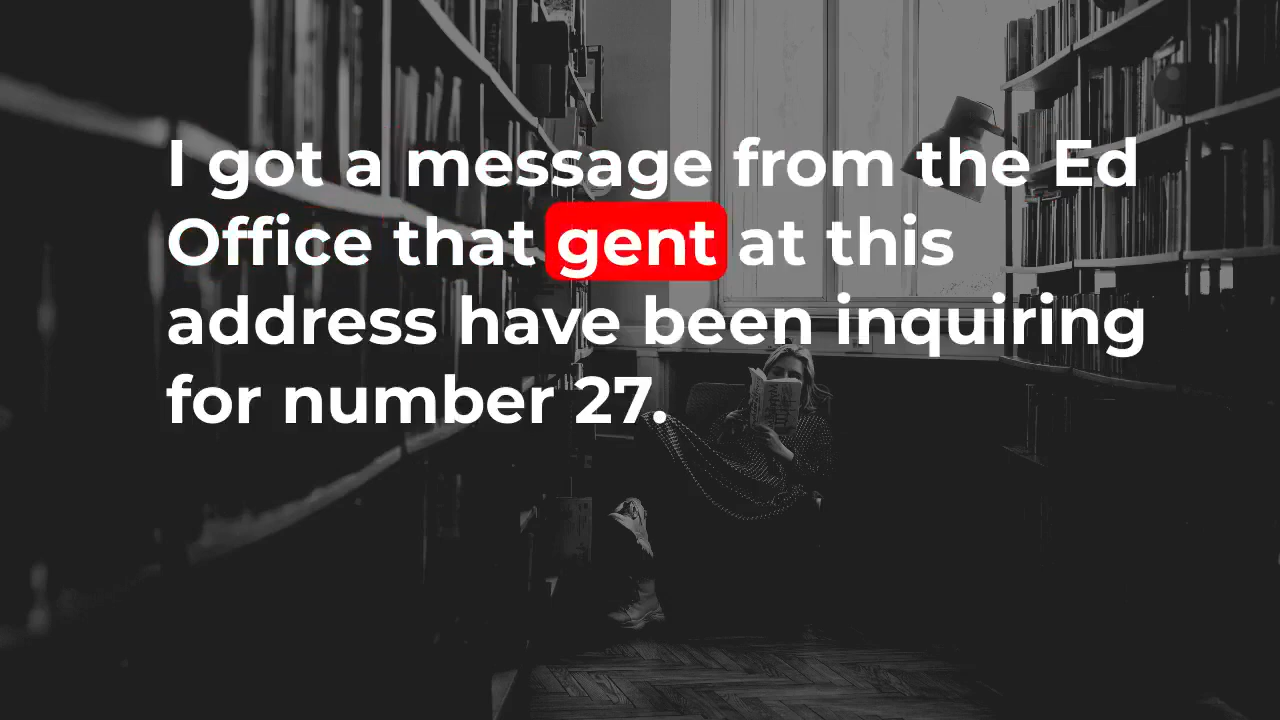 I got a message from the Ed
Office that gent at this
address have been inquiring
for number 27.